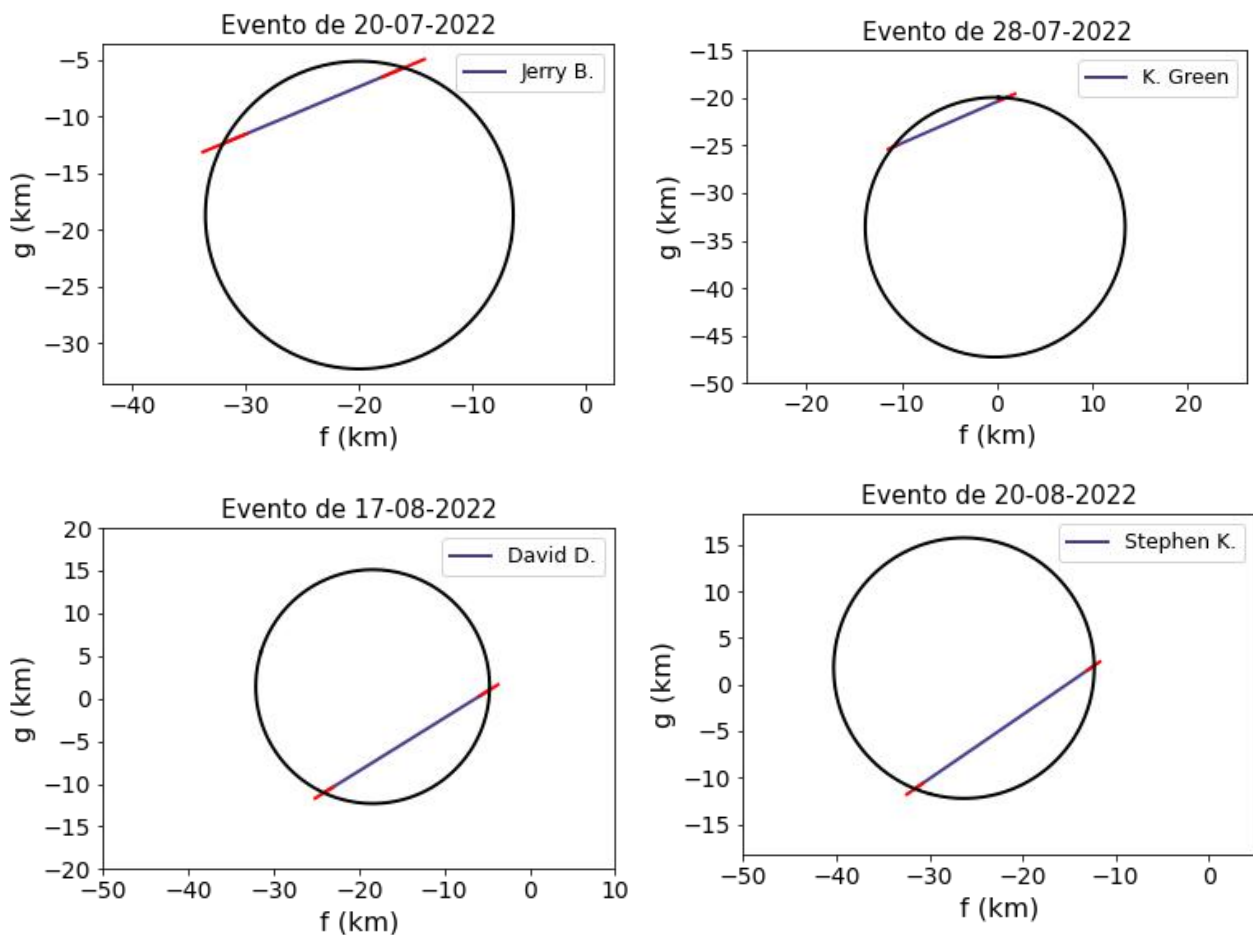 Evento de 20-07-2022
Jerry B.
g (km)
−5
−10
−15
−20
−25
−30
−40 −30 −20 −10 0
f (km)
Evento de 28-07-2022
K. Green
g (km)
−15
−20
−25
−30
−35
−40
−45
−50
−20 −10 0 10 20
f (km)
Evento de 17-08-2022
David D.
g (km)
20
15
10
5
0
−5
−10
−15
−20
−50 −40 −30 −20 −10 0 10
f (km)
Evento de 20-08-2022
Stephen K.
g (km)
15
10
5
0
−5
−10
−15
−50 −40 −30 −20 −10 0
f (km)